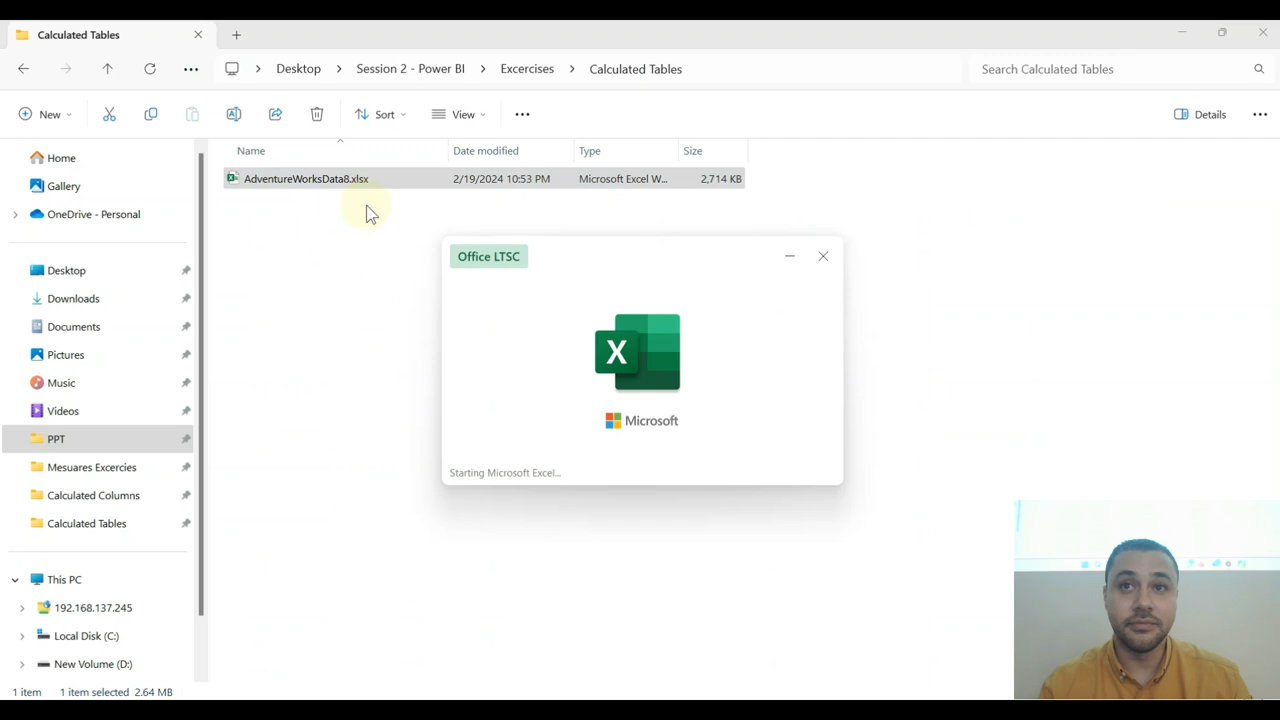 Calculated Tables
Desktop > Session 2 - Power BI > Excercises > Calculated Tables
Search Calculated Tables
New
Sort
View
Details
Name Date modified Type Size
AdventureWorksData8.xlsx 2/19/2024 10:53 PM Microsoft Excel W... 2,714 KB
Home
Gallery
OneDrive - Personal
Desktop
Downloads
Documents
Pictures
Music
Videos
PPT
Mesuares Excercies
Calculated Columns
Calculated Tables
This PC
192.168.137.245
Local Disk (C:)
New Volume (D:)
1 item 1 item selected 2.64 MB
Office LTSC
X
Microsoft
Starting Microsoft Excel...